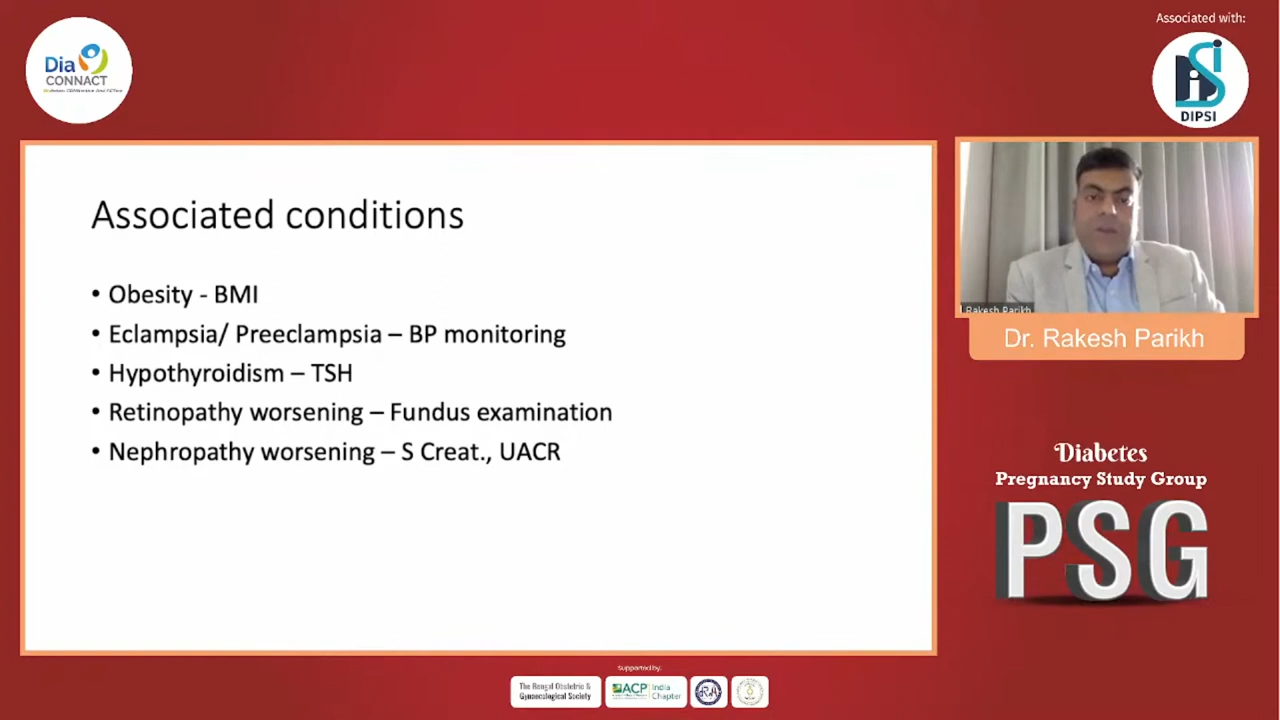 Associated with:
Dia
CONNACT
DIPSI
Associated conditions
• Obesity - BMI
• Eclampsia/ Preeclampsia – BP monitoring
• Hypothyroidism – TSH
• Retinopathy worsening – Fundus examination
• Nephropathy worsening – S Creat., UACR
Rakesh Parikh
Dr. Rakesh Parikh
Diabetes
Pregnancy Study Group
PSG
Supported by:
The Bengal Obstetric &
Gynaecological Society
ACP India
Chapter